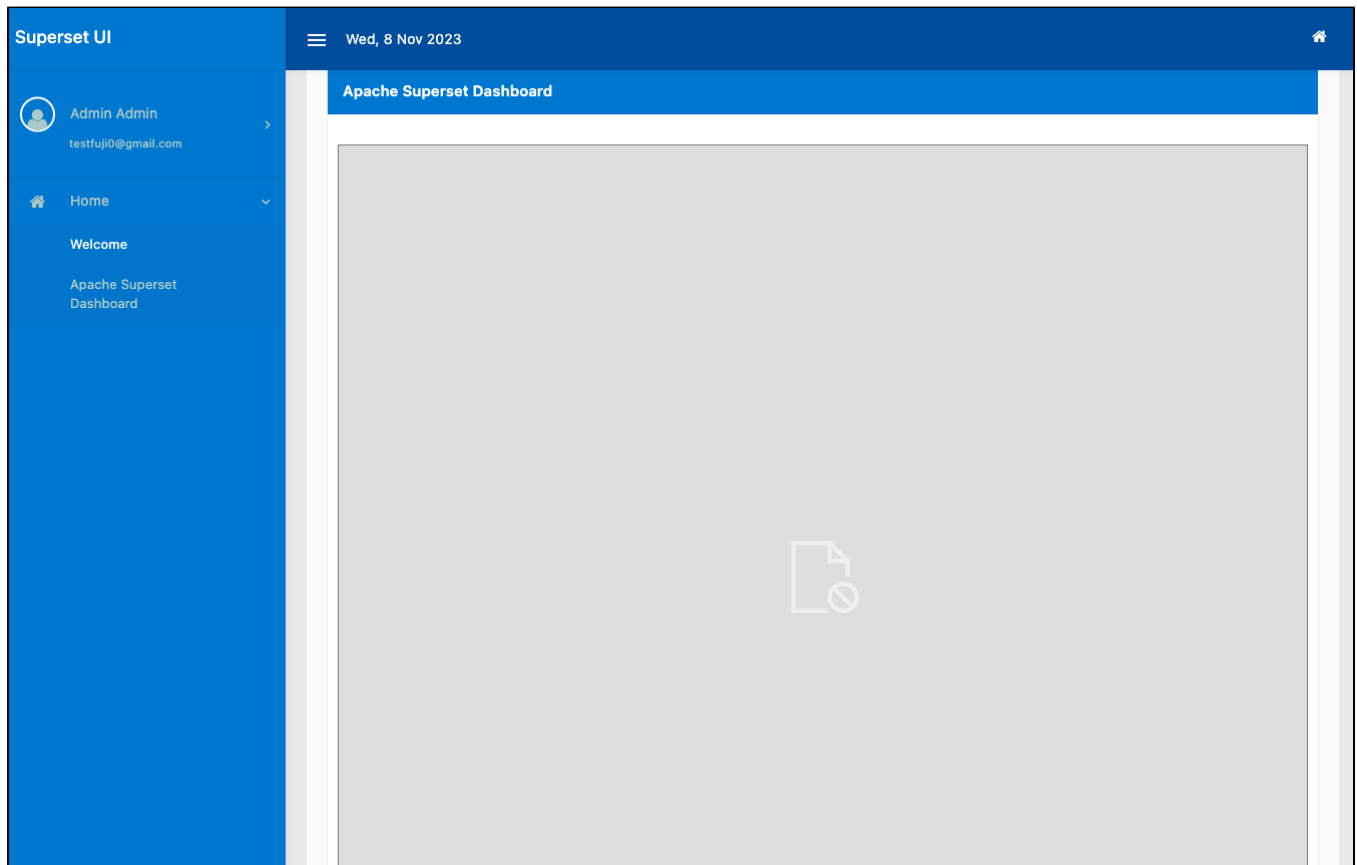 Superset UI
Wed, 8 Nov 2023
Apache Superset Dashboard
Admin Admin
testfuji0@gmail.com
Home
Welcome
Apache Superset
Dashboard